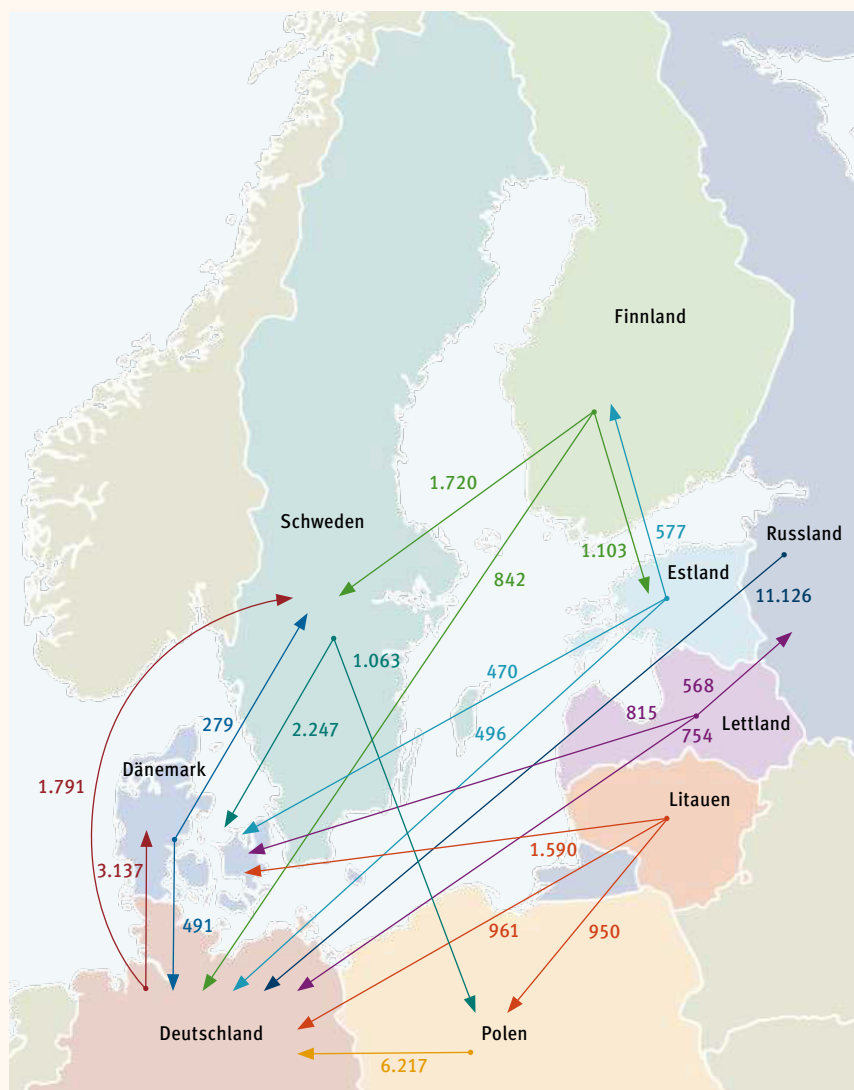 Finnland
1.720
Schweden
577
Russland
1.103
Estland
842
11.126
1.063
470
568
815
279
2.247
496
754
Lettland
Dänemark
1.791
Litauen
1.590
3.137
491
961
950
Deutschland
Polen
6.217